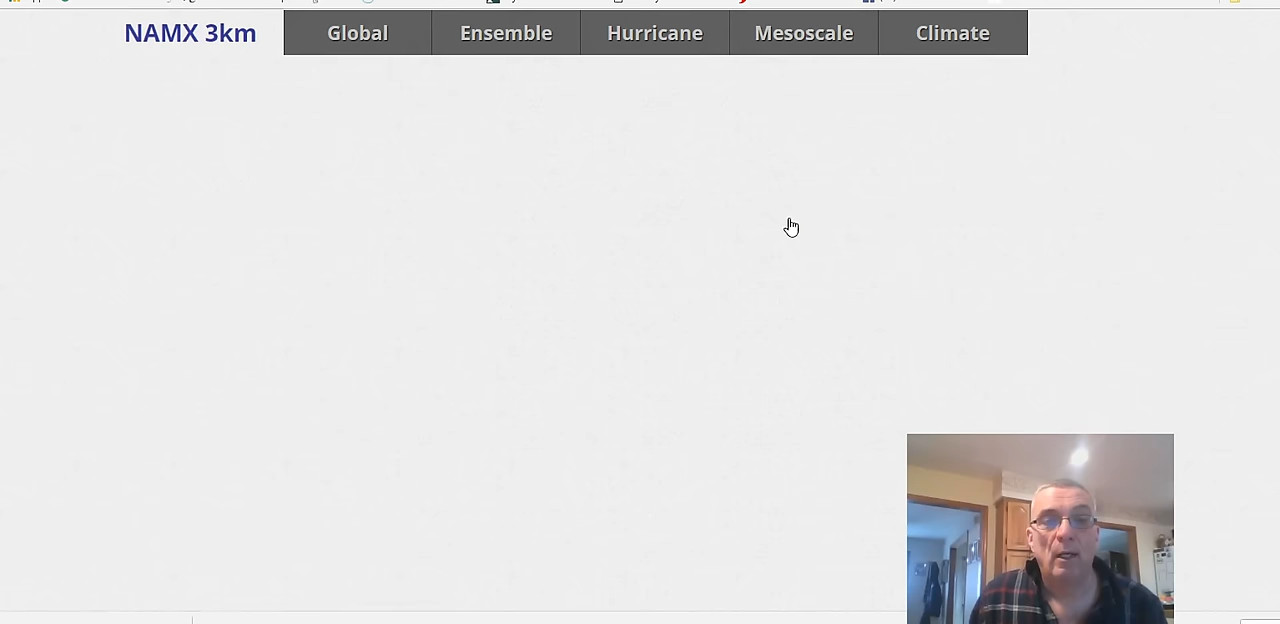 NAMX 3km
Global
Ensemble
Hurricane
Mesoscale
Climate